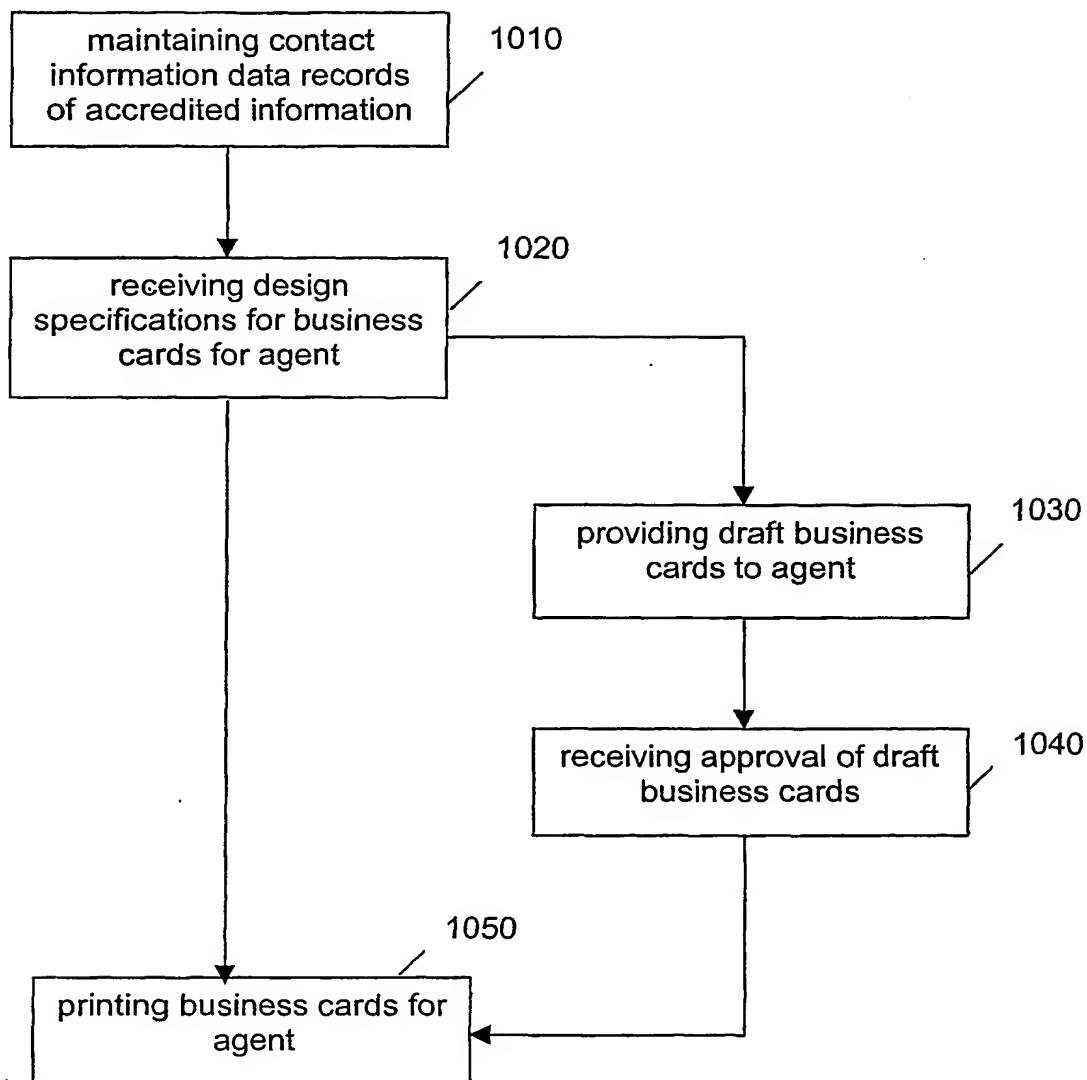 maintaining contact
information data records
of accredited information
1010
receiving design
specifications for business
cards for agent
1020
providing draft business
cards to agent
1030
receiving approval of draft
business cards
1040
printing business cards for
agent
1050